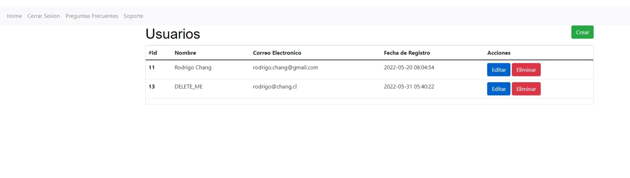 Home Cerrar Sesion Preguntas Frecuentes Soporte
Usuarios Crear
#Id Nombre Correo Electronico Fecha de Registro Acciones
11 Rodrigo Chang rodrigo.chang@gmail.com 2022-05-20 08:04:54 Editar Eliminar
13 DELETE_ME rodrigo@chang.cl 2022-05-31 05:40:22 Editar Eliminar